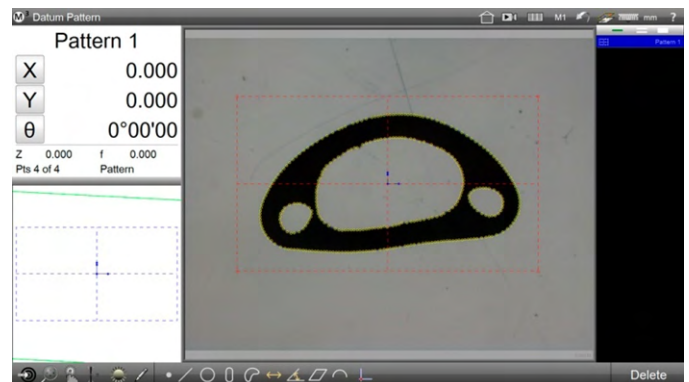 M³ Datum Pattern
M1
mm ?
Pattern 1
X 0.000
Y 0.000
θ 0°00'00
Z 0.000 f 0.000
Pts 4 of 4 Pattern
Pattern 1
Delete